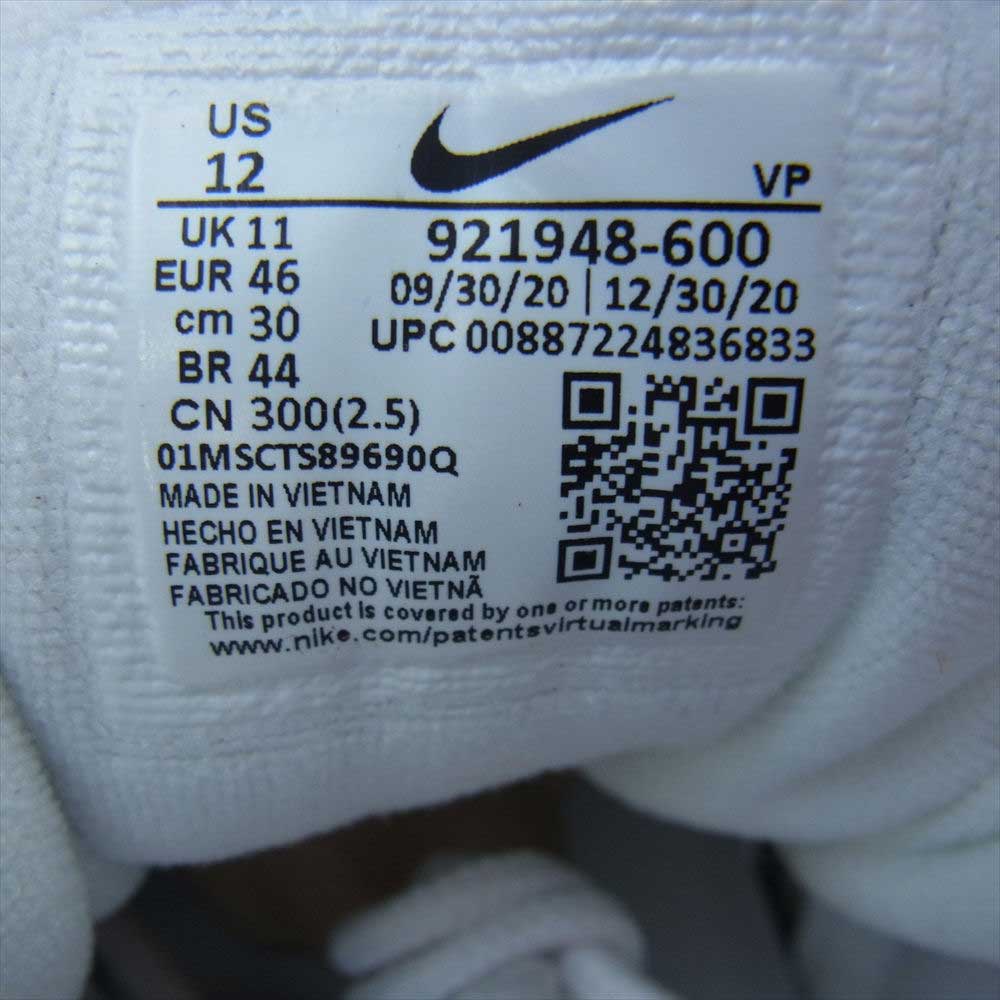 US
12
VP
UK 11
EUR 46
cm 30
BR 44
CN 300(2.5)
921948-600
09/30/20 | 12/30/20
UPC 00887224836833
01MSCTS89690Q
MADE IN VIETNAM
HECHO EN VIETNAM
FABRIQUE AU VIETNAM
FABRICADO NO VIETNÃ
This product is covered by one or more patents:
www.nike.com/patentsvirtualmarking